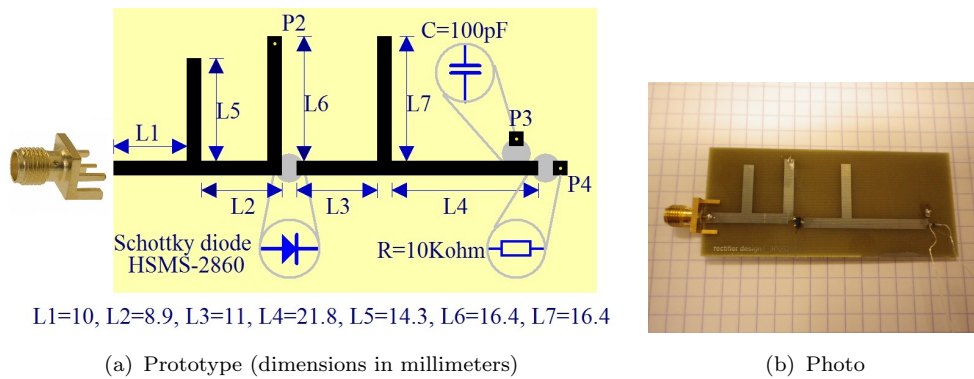 P2
C=100pF
L5
L6
L7
L1
P3
P4
L2
L3
L4
Schottky diode
HSMS-2860
R=10Kohm
L1=10, L2=8.9, L3=11, L4=21.8, L5=14.3, L6=16.4, L7=16.4
rectifier design
(a) Prototype (dimensions in millimeters)
(b) Photo